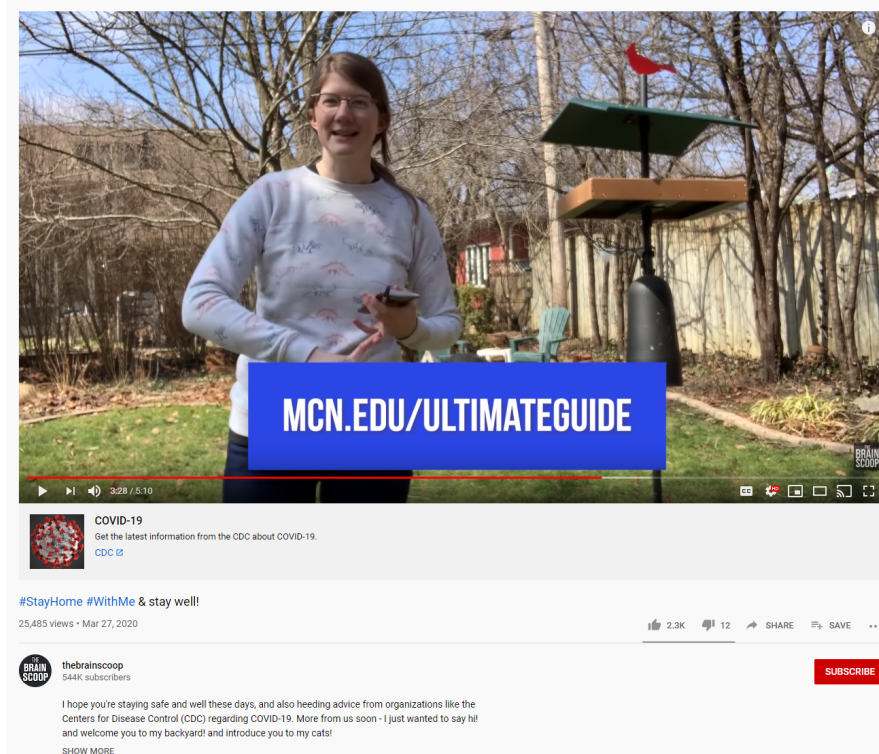 MCN.EDU/ULTIMATEGUIDE
THE
BRAIN
SCOOP
3:28 / 5:10
CC
HD
COVID-19
Get the latest information from the CDC about COVID-19.
CDC
#StayHome #WithMe & stay well!
25,485 views • Mar 27, 2020
2.3K 12 SHARE SAVE
THE
BRAIN
SCOOP
thebrainscoop
544K subscribers
SUBSCRIBE
I hope you're staying safe and well these days, and also heeding advice from organizations like the
Centers for Disease Control (CDC) regarding COVID-19. More from us soon - I just wanted to say hi!
and welcome you to my backyard! and introduce you to my cats!
SHOW MORE